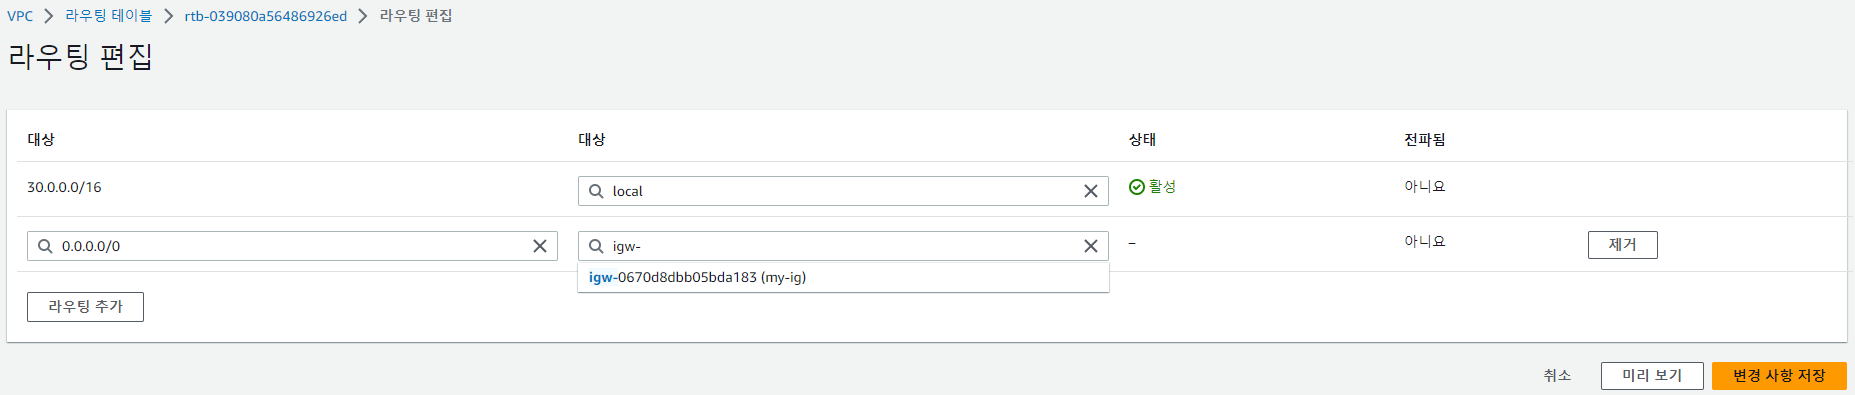 VPC > 라우팅 테이블 > rtb-039080a56486926ed > 라우팅 편집
라우팅 편집
대상 대상 상태 전파됨
30.0.0.0/16 local 활성 아니요
0.0.0.0/0 igw- – 아니요 제거
igw-0670d8dbb05bda183 (my-ig)
라우팅 추가
취소 미리 보기 변경 사항 저장